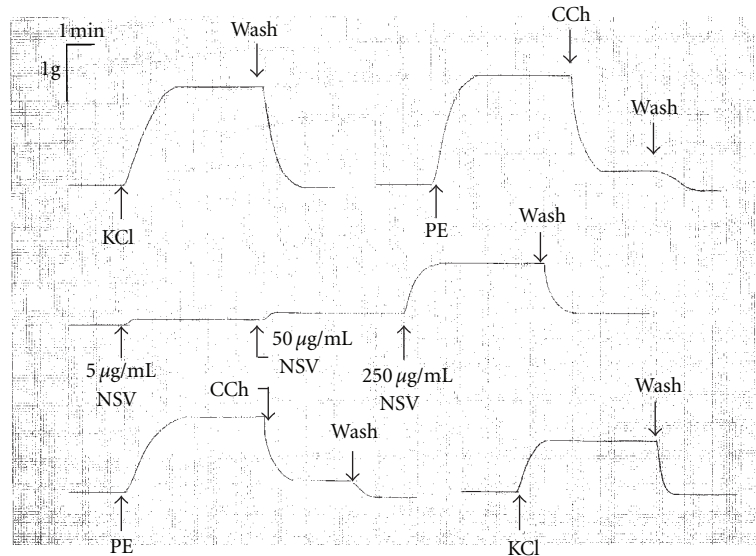 1 min
1g
Wash
KCl
CCh
Wash
PE
Wash
5 µg/mL
NSV
50 µg/mL
NSV
250 µg/mL
NSV
CCh
Wash
PE
Wash
KCl